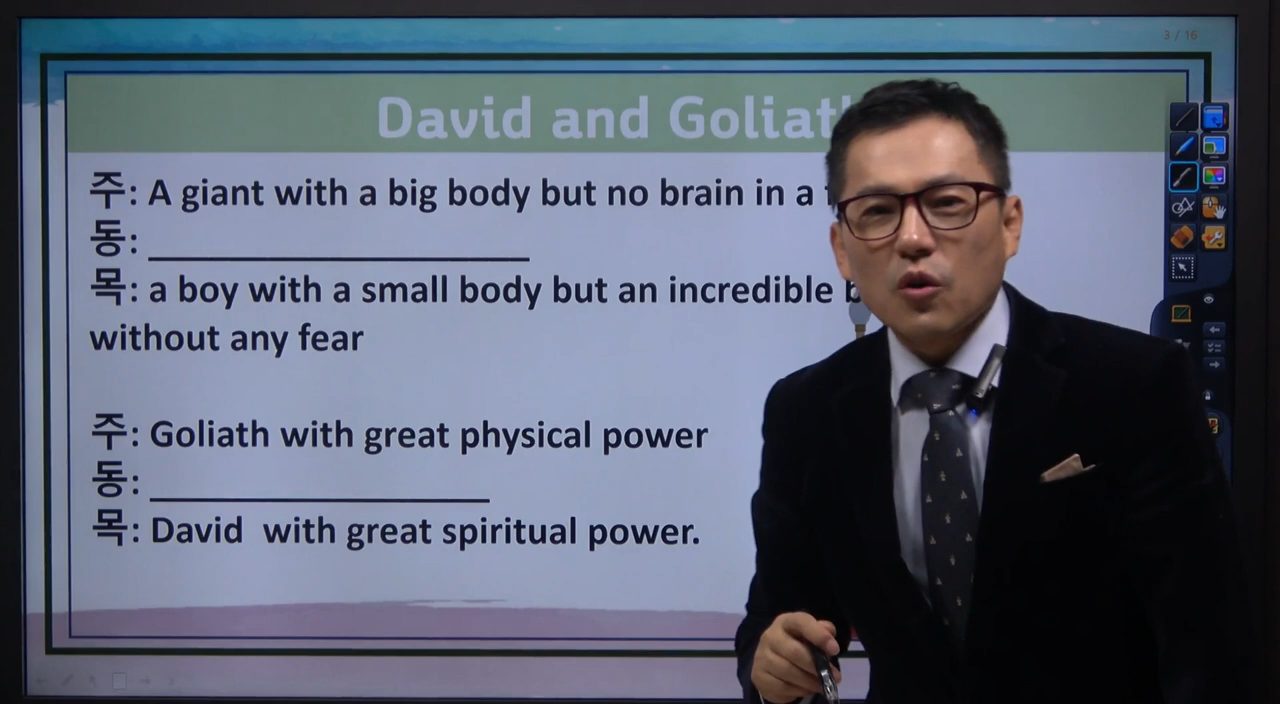 3 / 16
David and Goliath
주: A giant with a big body but no brain in a
동:
목: a boy with a small body but an incredible
without any fear
주: Goliath with great physical power
동:
목: David with great spiritual power.